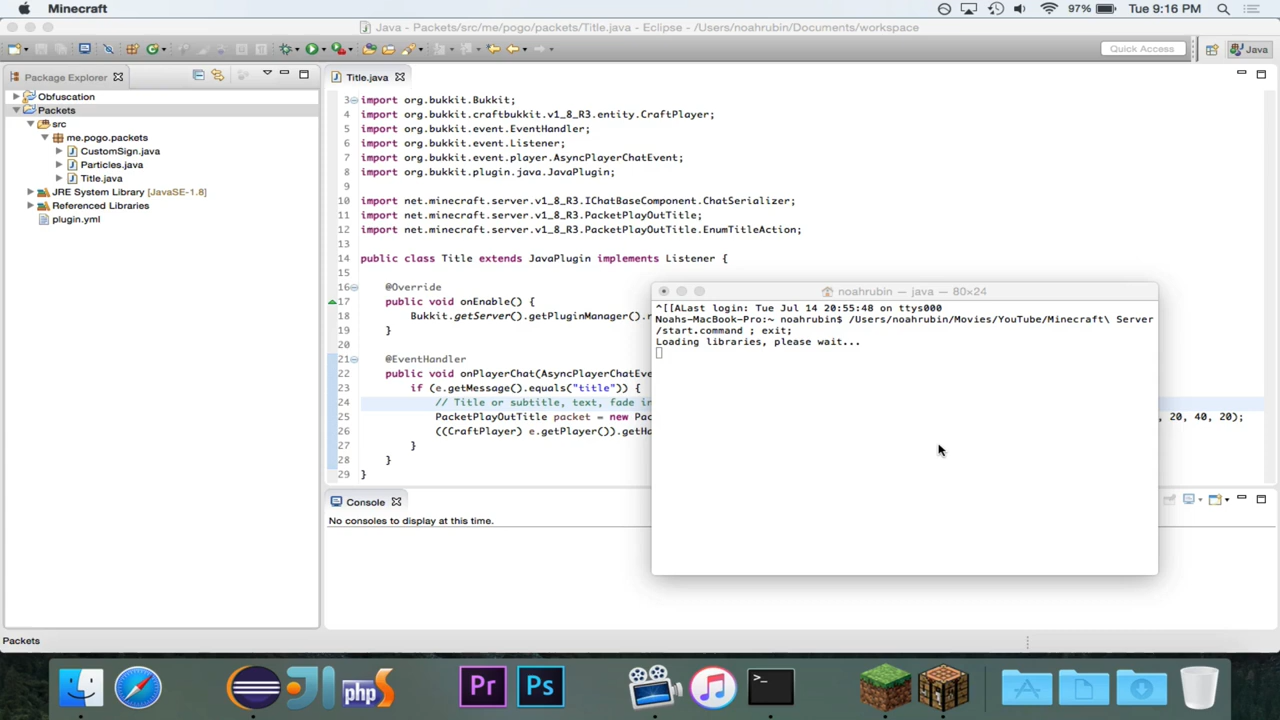 Minecraft 97% Tue 9:16 PM
Java - Packets/src/me/pogo/packets/Title.java - Eclipse - /Users/noahrubin/Documents/workspace
Quick Access Java
Package Explorer
Obfuscation
Packets
src
me.pogo.packets
CustomSign.java
Particles.java
Title.java
JRE System Library [JavaSE-1.8]
Referenced Libraries
plugin.yml
Title.java
3 import org.bukkit.Bukkit;
4 import org.bukkit.craftbukkit.v1_8_R3.entity.CraftPlayer;
5 import org.bukkit.event.EventHandler;
6 import org.bukkit.event.Listener;
7 import org.bukkit.event.player.AsyncPlayerChatEvent;
8 import org.bukkit.plugin.java.JavaPlugin;
9
10 import net.minecraft.server.v1_8_R3.IChatBaseComponent.ChatSerializer;
11 import net.minecraft.server.v1_8_R3.PacketPlayOutTitle;
12 import net.minecraft.server.v1_8_R3.PacketPlayOutTitle.EnumTitleAction;
13
14 public class Title extends JavaPlugin implements Listener {
15
16 @Override
17 public void onEnable() {
18 Bukkit.getServer().getPluginManager().r
19 }
20
21 @EventHandler
22 public void onPlayerChat(AsyncPlayerChatEve
23 if (e.getMessage().equals("title")) {
24 // Title or subtitle, text, fade in
25 PacketPlayOutTitle packet = new Pac , 20, 40, 20);
26 ((CraftPlayer) e.getPlayer()).getHa
27 }
28 }
29 }
noahrubin — java — 80×24
^[[ALast login: Tue Jul 14 20:55:48 on ttys000
Noahs-MacBook-Pro:~ noahrubin$ /Users/noahrubin/Movies/YouTube/Minecraft\ Server
/start.command ; exit;
Loading libraries, please wait...
Console
No consoles to display at this time.
Packets
JI
php
Pr
Ps
>_